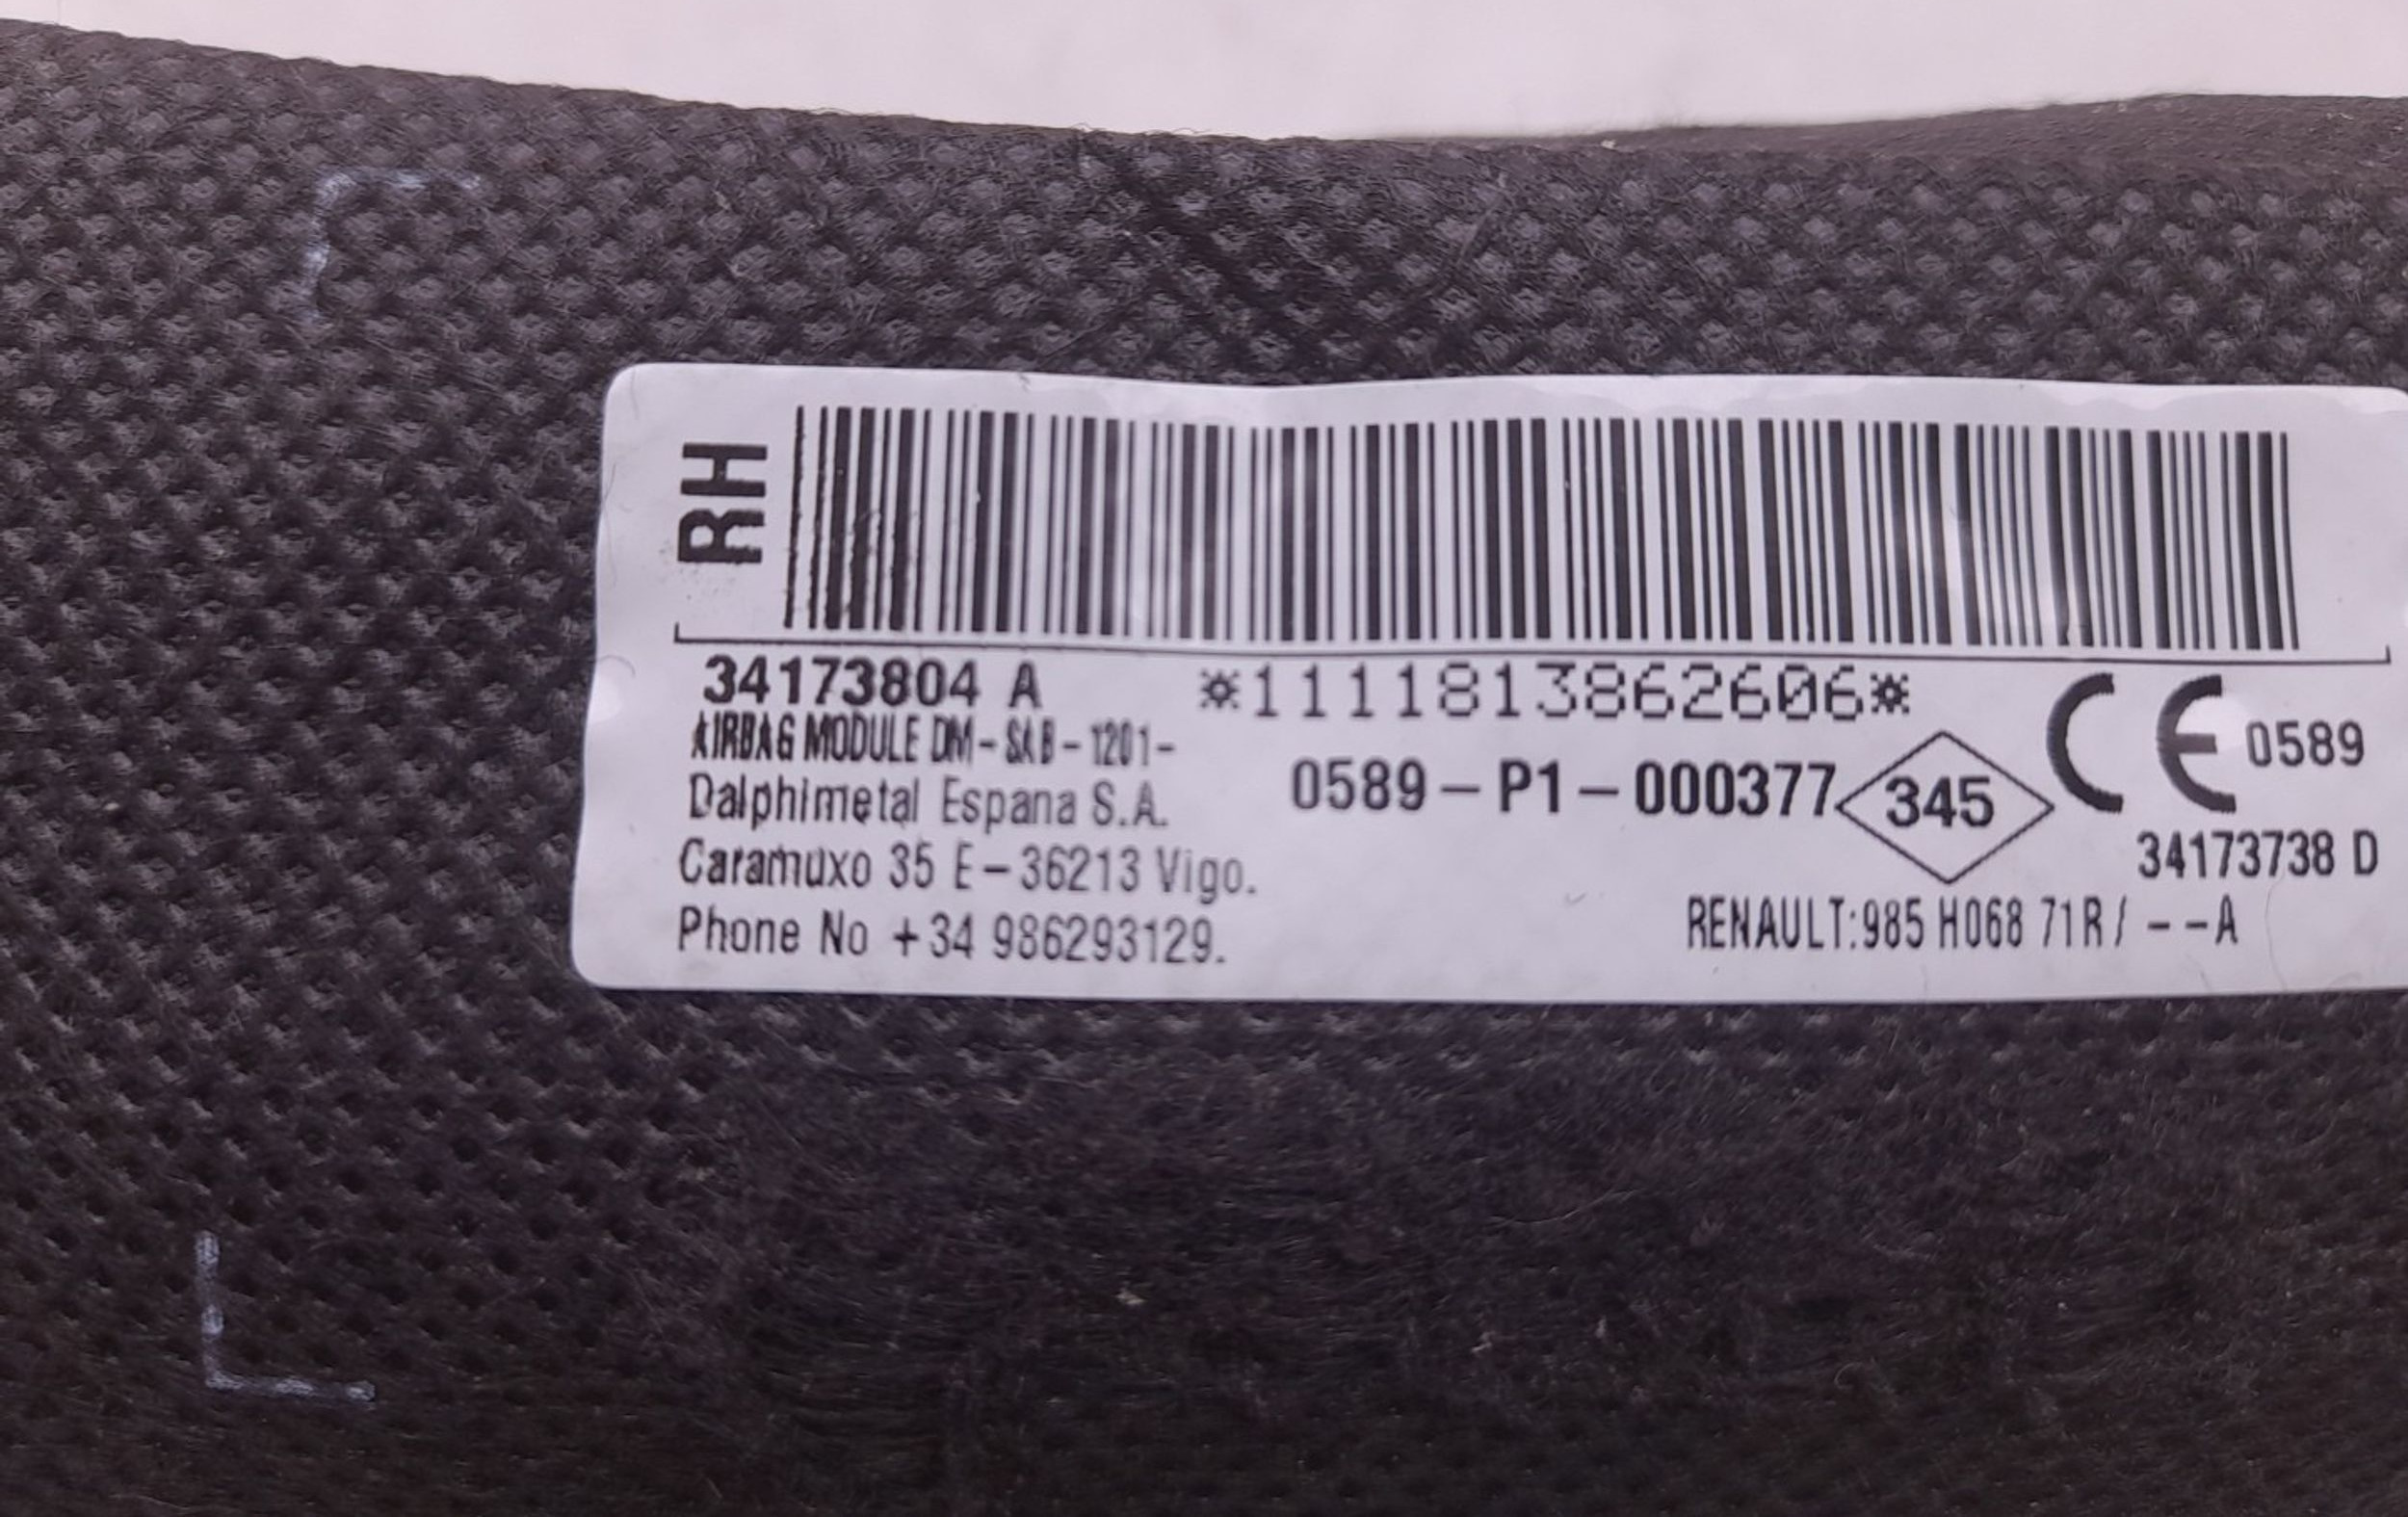 RH
34173804 A *1111813862606*
AIRBAG MODULE DM-SAB-1201-
Dalphimetal Espana S.A. 0589-P1-000377 345 CE 0589
Caramuxo 35 E-36213 Vigo. 34173738 D
Phone No +34 986293129. RENAULT:985 H068 71R/ --A